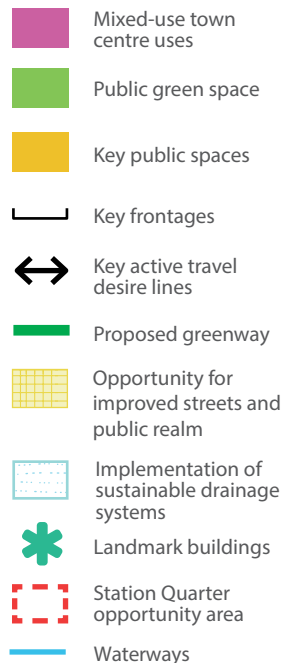 Mixed-use town
centre uses
Public green space
Key public spaces
Key frontages
Key active travel
desire lines
Proposed greenway
Opportunity for
improved streets and
public realm
Implementation of
sustainable drainage
systems
Landmark buildings
Station Quarter
opportunity area
Waterways